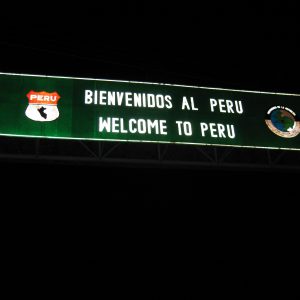 PERU
BIENVENIDOS AL PERU
WELCOME TO PERU